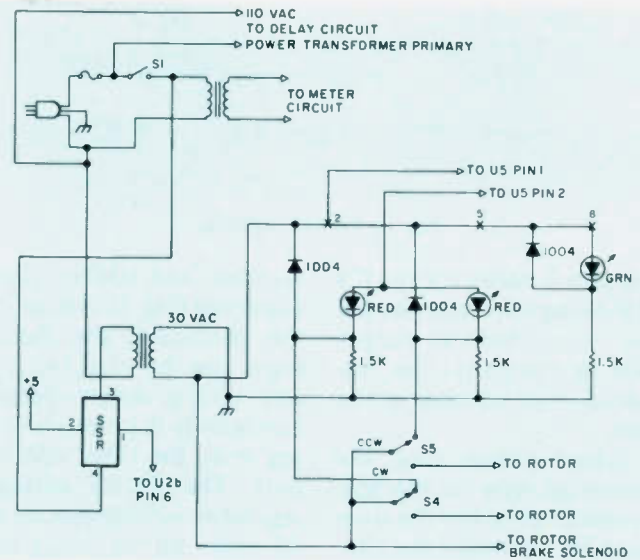 110 VAC
TO DELAY CIRCUIT
POWER TRANSFORMER PRIMARY
S1
TO METER
CIRCUIT
TO U5 PIN 1
TO U5 PIN 2
2
5
8
1004
GRN
1004
RED
1004
RED
30 VAC
1.5K
1.5K
1.5K
+5
3
2
SSR
1
4
TO U2b
PIN 6
CCW
S5
CW
TO ROTOR
S4
TO ROTOR
TO ROTOR
BRAKE SOLENOID